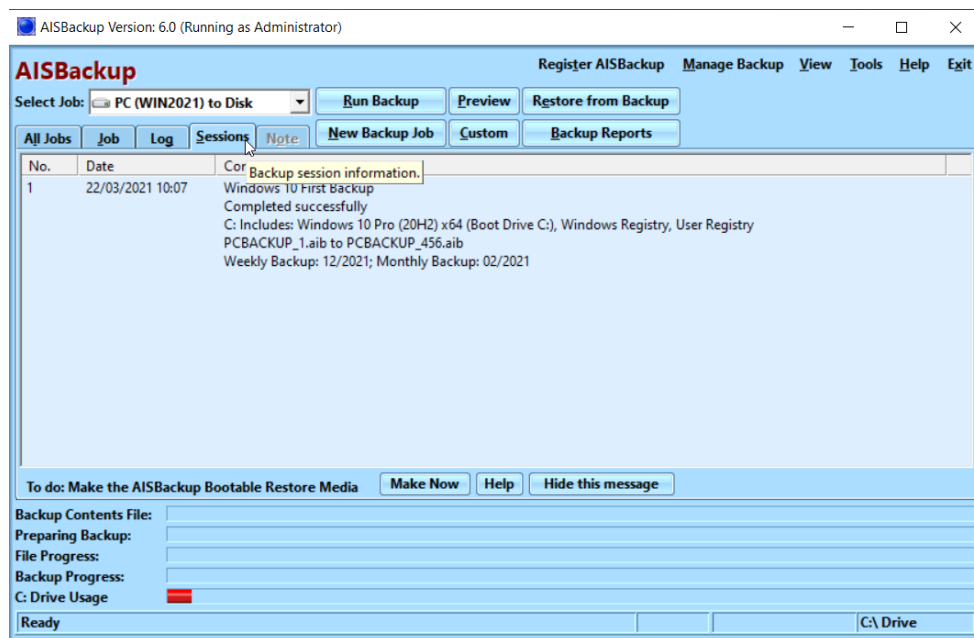 AISBackup Version: 6.0 (Running as Administrator)
AISBackup
Register AISBackup Manage Backup View Tools Help Exit
Select Job: PC (WIN2021) to Disk Run Backup Preview Restore from Backup
All Jobs Job Log Sessions Note New Backup Job Custom Backup Reports
No. Date
Backup session information.
1 22/03/2021 10:07 Windows 10 First Backup
Completed successfully
C: Includes: Windows 10 Pro (20H2) x64 (Boot Drive C:), Windows Registry, User Registry
PCBACKUP_1.aib to PCBACKUP_456.aib
Weekly Backup: 12/2021; Monthly Backup: 02/2021
To do: Make the AISBackup Bootable Restore Media Make Now Help Hide this message
Backup Contents File:
Preparing Backup:
File Progress:
Backup Progress:
C: Drive Usage
Ready C:\ Drive